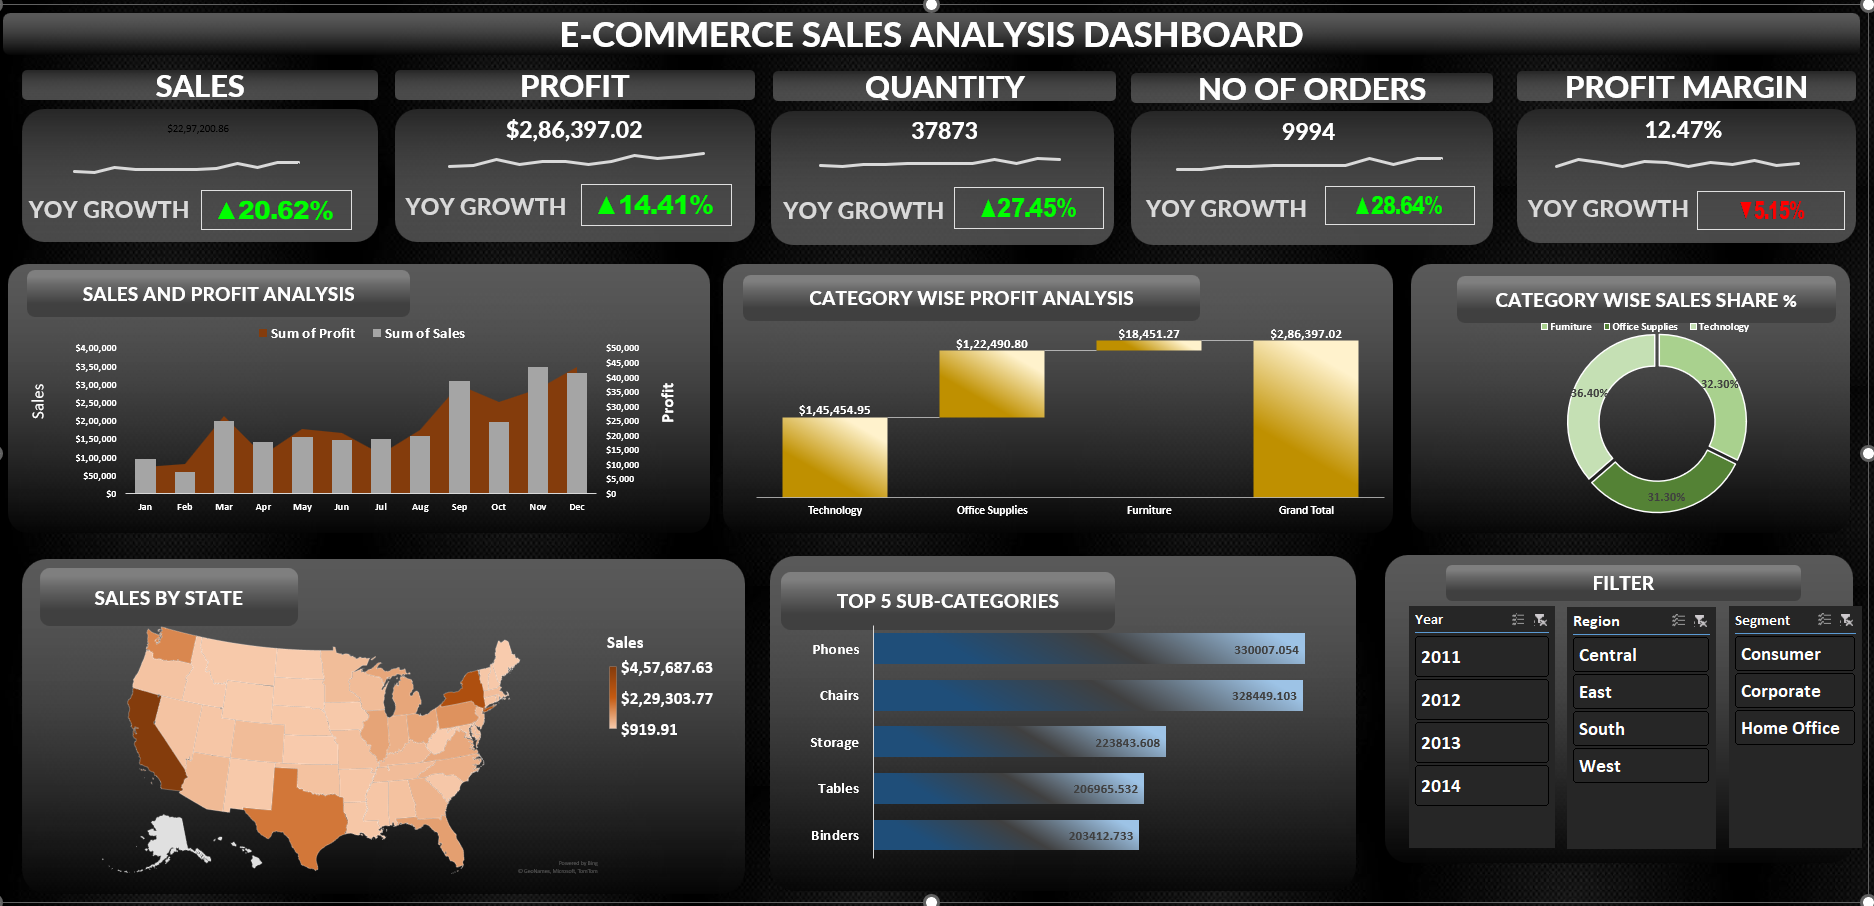 E-COMMERCE SALES ANALYSIS DASHBOARD
SALES
$22,97,200.86
YOY GROWTH
▲20.62%
PROFIT
$2,86,397.02
YOY GROWTH
▲14.41%
QUANTITY
37873
YOY GROWTH
▲27.45%
NO OF ORDERS
9994
YOY GROWTH
▲28.64%
PROFIT MARGIN
12.47%
YOY GROWTH
▼5.15%
SALES AND PROFIT ANALYSIS
Sum of Profit
Sum of Sales
Sales
$4,00,000
$3,50,000
$3,00,000
$2,50,000
$2,00,000
$1,50,000
$1,00,000
$50,000
$0
$50,000
$45,000
$40,000
$35,000
$30,000
$25,000
$20,000
$15,000
$10,000
$5,000
$0
Profit
Jan
Feb
Mar
Apr
May
Jun
Jul
Aug
Sep
Oct
Nov
Dec
CATEGORY WISE PROFIT ANALYSIS
$1,45,454.95
$1,22,490.80
$18,451.27
$2,86,397.02
Technology
Office Supplies
Furniture
Grand Total
CATEGORY WISE SALES SHARE %
Furniture
Office Supplies
Technology
36.40%
32.30%
31.30%
SALES BY STATE
Sales
$4,57,687.63
$2,29,303.77
$919.91
Powered by Bing
© GeoNames, Microsoft, TomTom
TOP 5 SUB-CATEGORIES
Phones
330007.054
Chairs
328449.103
Storage
223843.608
Tables
206965.532
Binders
203412.733
FILTER
Year
2011
2012
2013
2014
Region
Central
East
South
West
Segment
Consumer
Corporate
Home Office